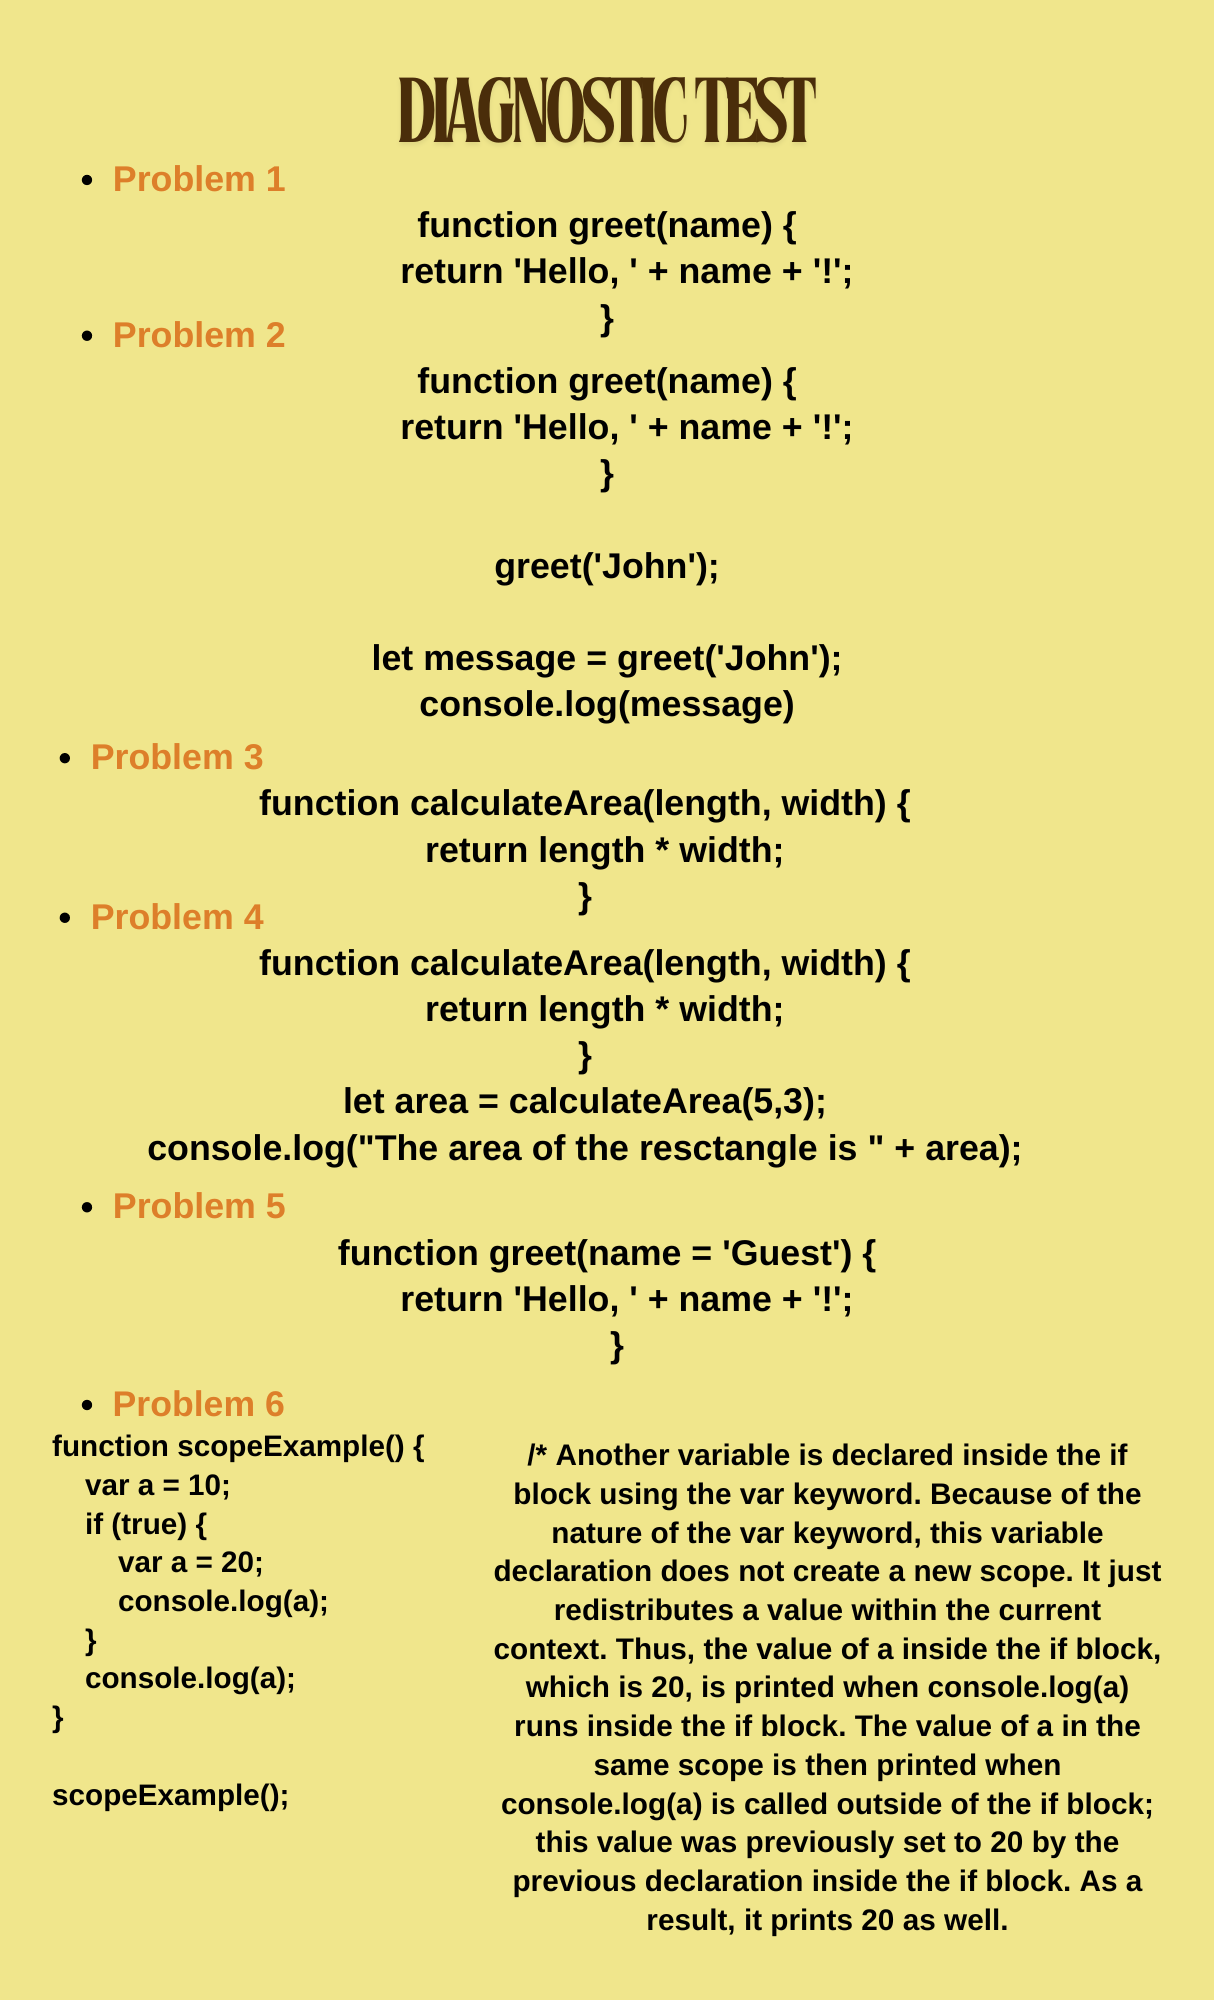 DIAGNOSTIC TEST
• Problem 1
function greet(name) {
return 'Hello, ' + name + '!';
}
• Problem 2
function greet(name) {
return 'Hello, ' + name + '!';
}
greet('John');
let message = greet('John');
console.log(message)
• Problem 3
function calculateArea(length, width) {
return length * width;
}
• Problem 4
function calculateArea(length, width) {
return length * width;
}
let area = calculateArea(5,3);
console.log("The area of the resctangle is " + area);
• Problem 5
function greet(name = 'Guest') {
return 'Hello, ' + name + '!';
}
• Problem 6
function scopeExample() {
var a = 10;
if (true) {
var a = 20;
console.log(a);
}
console.log(a);
}
scopeExample();
/* Another variable is declared inside the if
block using the var keyword. Because of the
nature of the var keyword, this variable
declaration does not create a new scope. It just
redistributes a value within the current
context. Thus, the value of a inside the if block,
which is 20, is printed when console.log(a)
runs inside the if block. The value of a in the
same scope is then printed when
console.log(a) is called outside of the if block;
this value was previously set to 20 by the
previous declaration inside the if block. As a
result, it prints 20 as well.